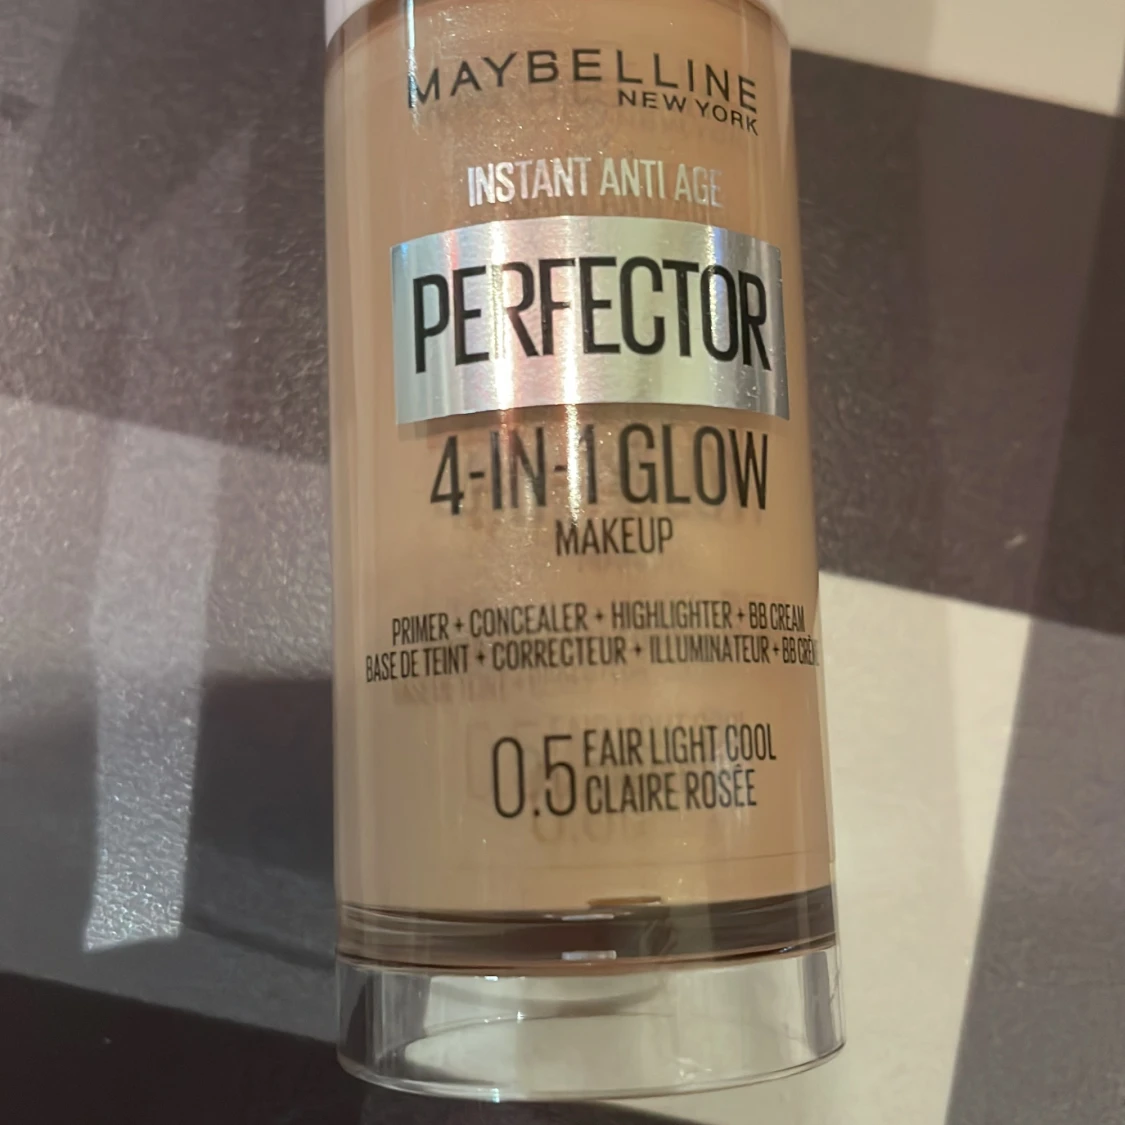 MAYBELLINE
NEW YORK
INSTANT ANTI AGE
PERFECTOR
4-IN-1 GLOW
MAKEUP
PRIMER + CONCEALER + HIGHLIGHTER + BB CREAM
BASE DE TEINT + CORRECTEUR + ILLUMINATEUR + BB CRÈME
0.5 FAIR LIGHT COOL
CLAIRE ROSÉE